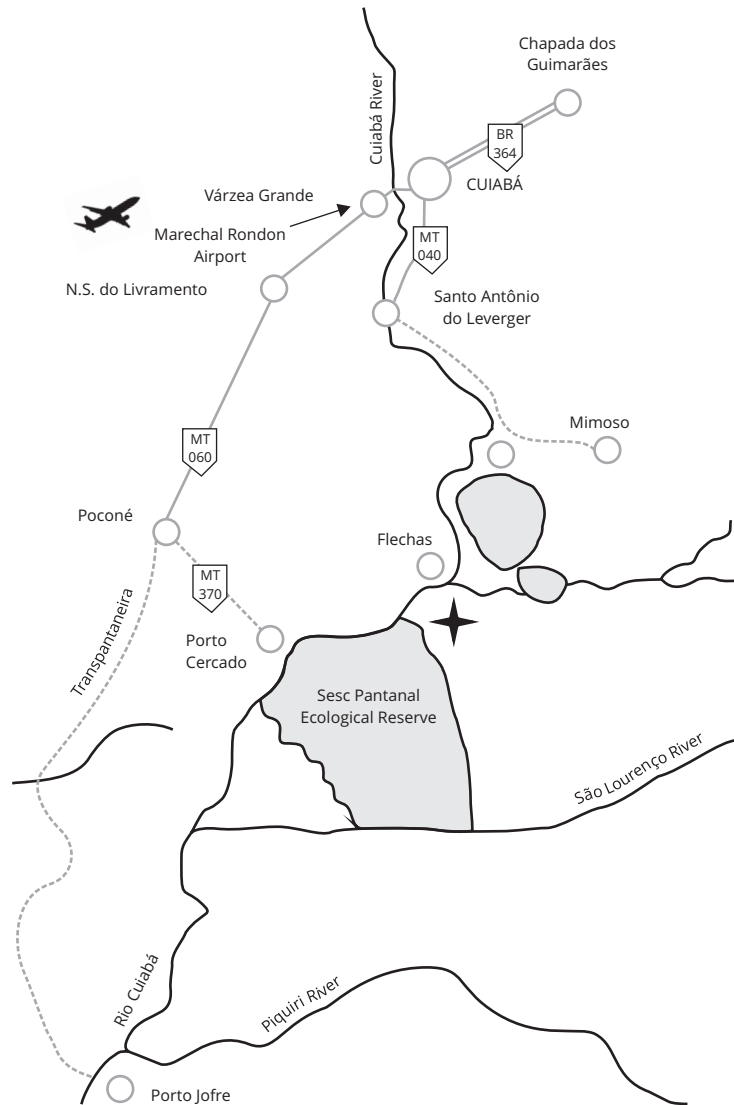 Chapada dos
Guimarães
Cuiabá River
BR
364
CUIABÁ
Várzea Grande
Marechal Rondon
Airport
MT
040
N.S. do Livramento
Santo Antônio
do Leverger
Mimoso
MT
060
Poconé
Flechas
MT
370
Porto
Cercado
Transpantaneira
Sesc Pantanal
Ecological Reserve
São Lourenço River
Rio Cuiabá
Piquiri River
Porto Jofre